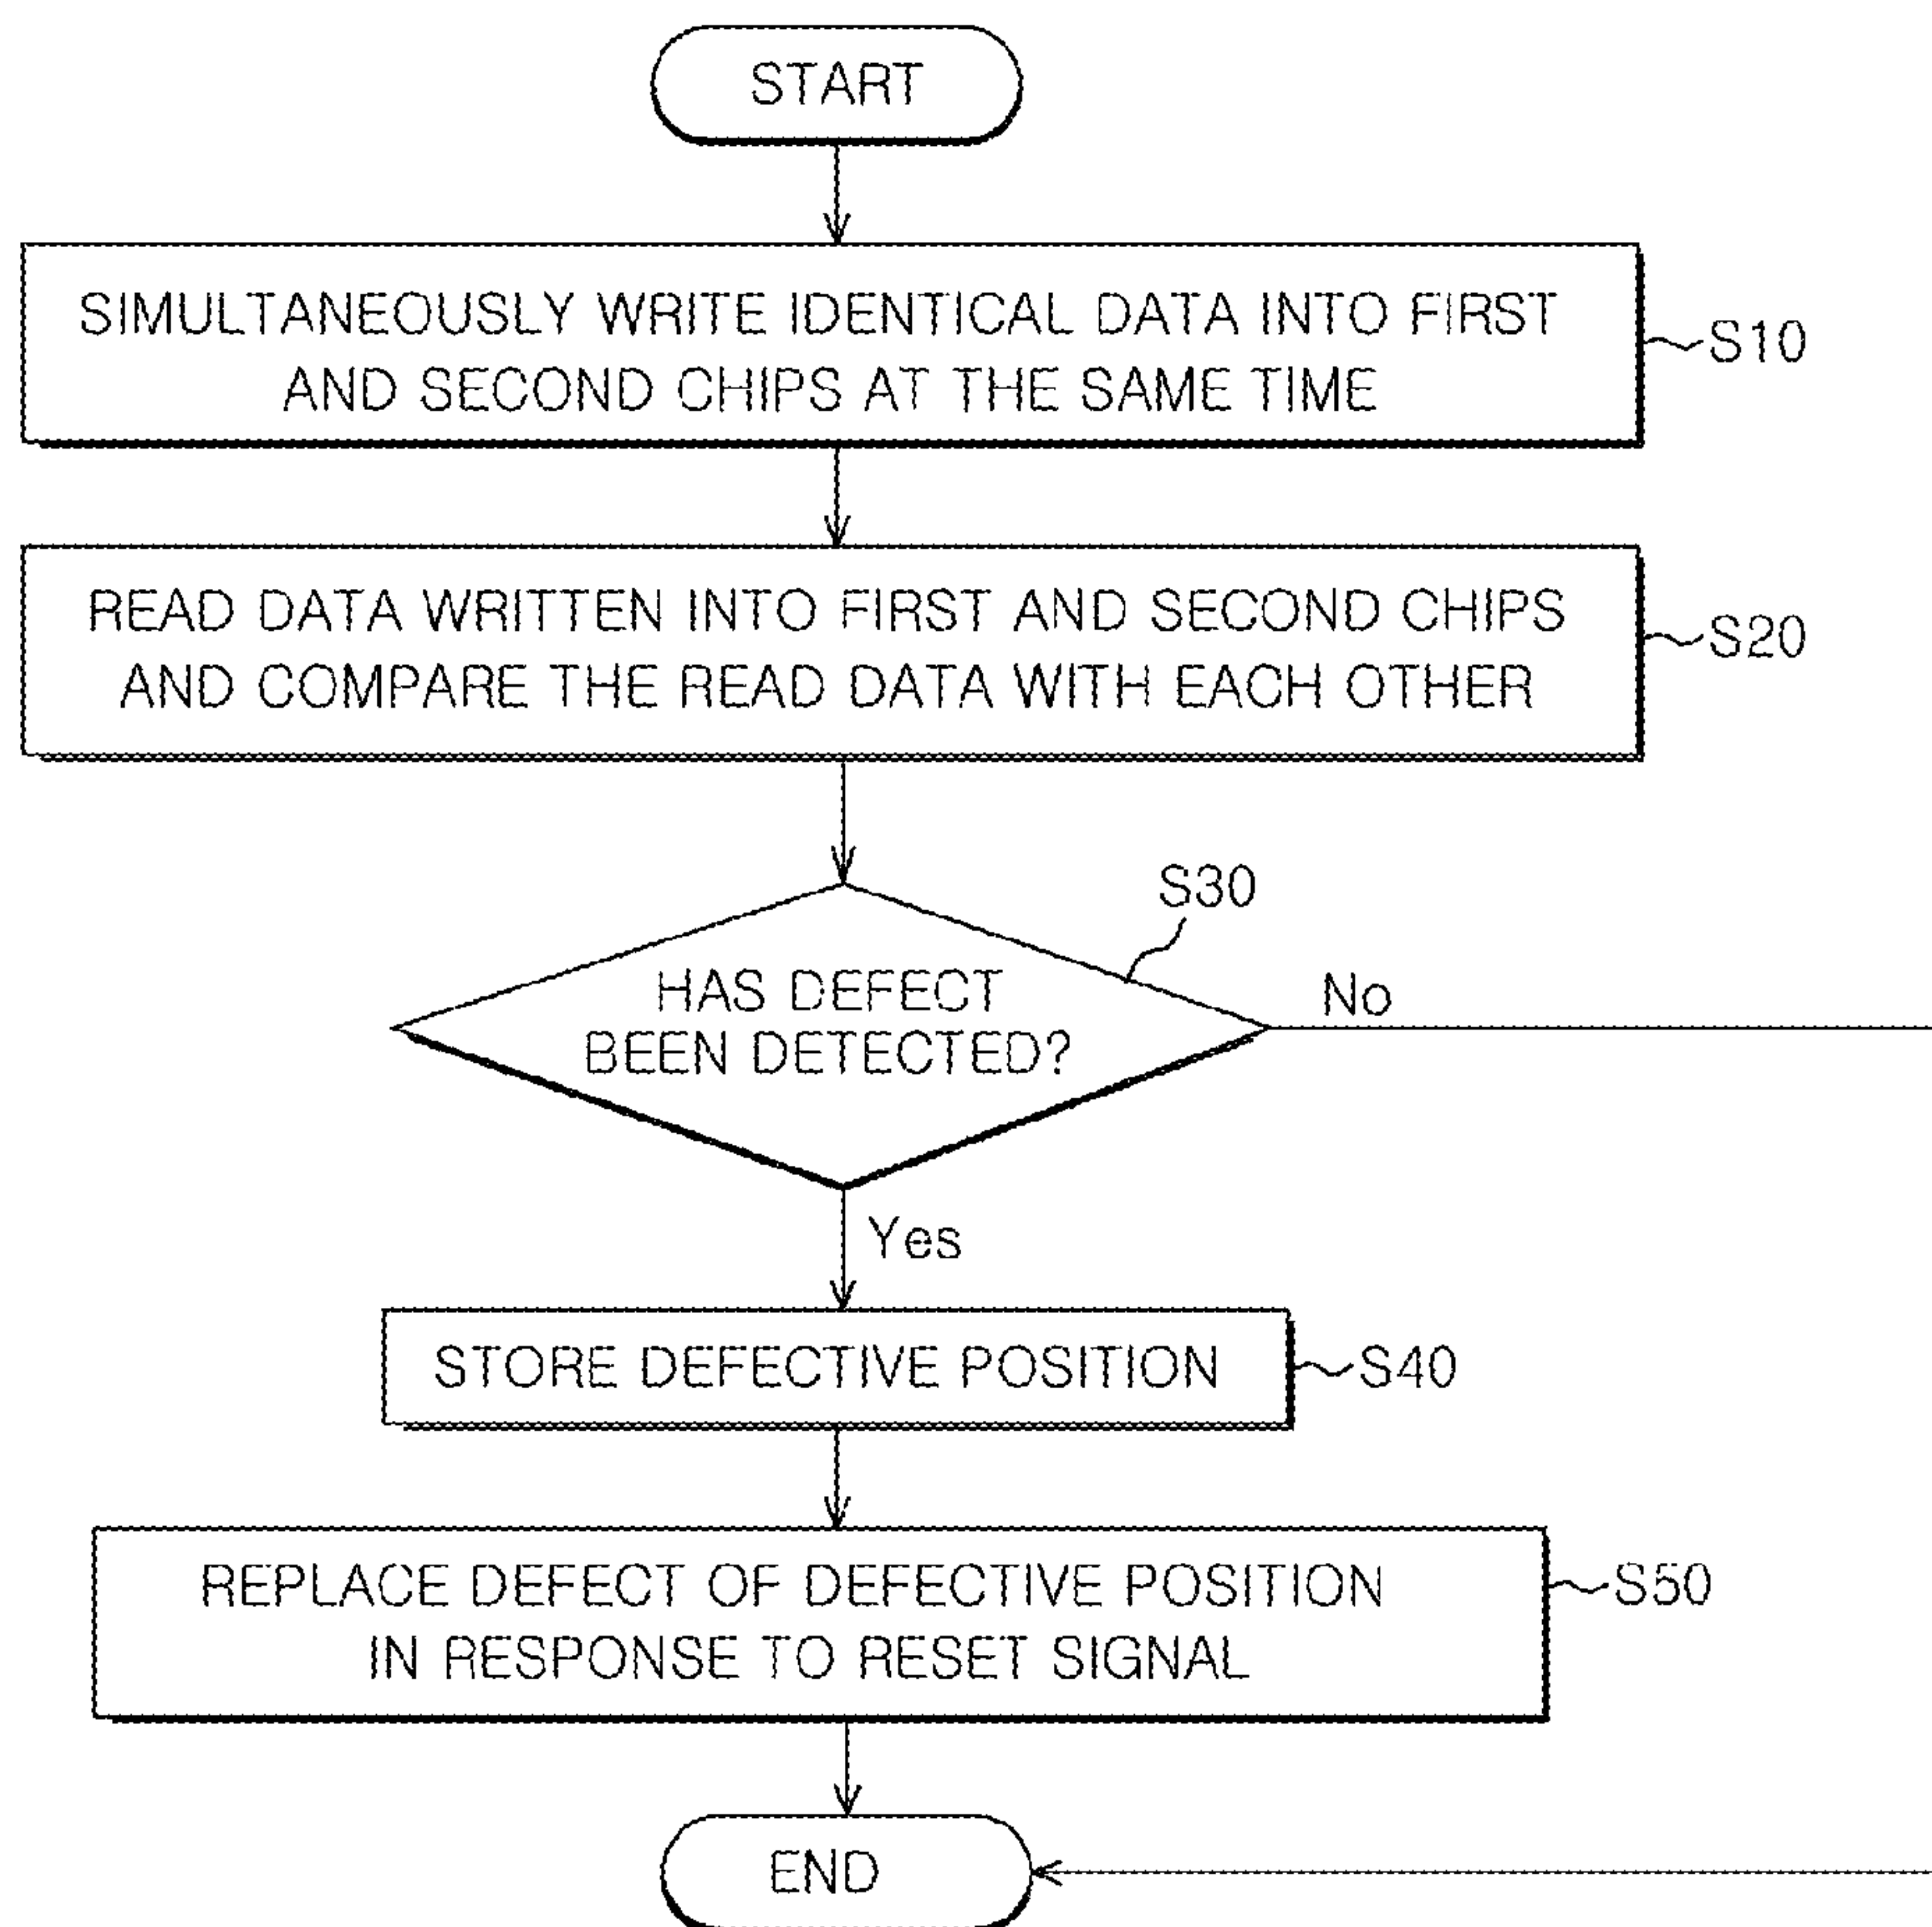 START
SIMULTANEOUSLY WRITE IDENTICAL DATA INTO FIRST
AND SECOND CHIPS AT THE SAME TIME
S10
READ DATA WRITTEN INTO FIRST AND SECOND CHIPS
AND COMPARE THE READ DATA WITH EACH OTHER
S20
S30
HAS DEFECT
BEEN DETECTED?
No
Yes
STORE DEFECTIVE POSITION
S40
REPLACE DEFECT OF DEFECTIVE POSITION
IN RESPONSE TO RESET SIGNAL
S50
END